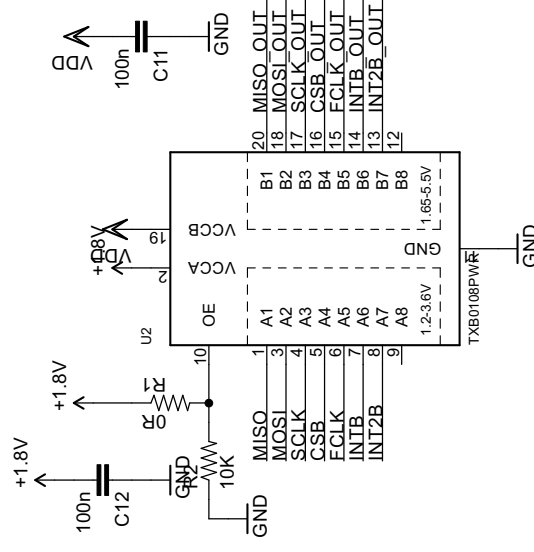 VDD
100n
C11
GND
20 MISO_OUT
18 MOSI_OUT
17 SCLK_OUT
16 CSB_OUT
15 FCLK_OUT
14 INTB_OUT
13 INT2B_OUT
12
B1
B2
B3
B4
B5
B6
B7
B8
1.65-5.5V
VDD
19
VCCB
+1.8V
2
VCCA
GND
GND
TXB0108PWR
U2
OE
10
A1
A2
A3
A4
A5
A6
A7
A8
1.2-3.6V
MISO 1
MOSI 3
SCLK 4
CSB 5
FCLK 6
INTB 7
INT2B 8
9
+1.8V
R1
0R
+1.8V
100n
C12
GND
R2
10K
GND